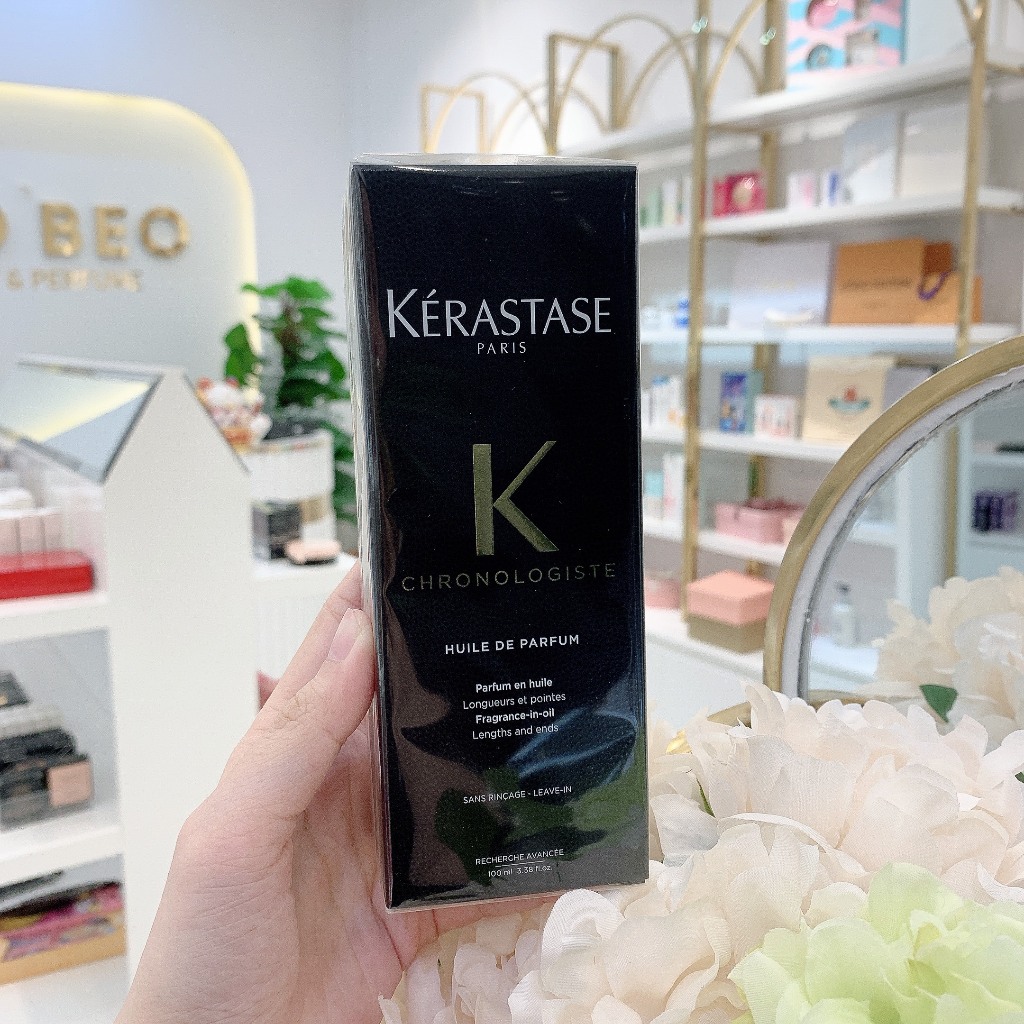 BEO
& PERFUME
KÉRASTASE
PARIS
K
CHRONOLOGISTE
HUILE DE PARFUM
Parfum en huile
Longueurs et pointes
Fragrance-in-oil
Lengths and ends
SANS RINÇAGE - LEAVE-IN
RECHERCHE AVANCÉE
100 ml 3.38 fl.oz.